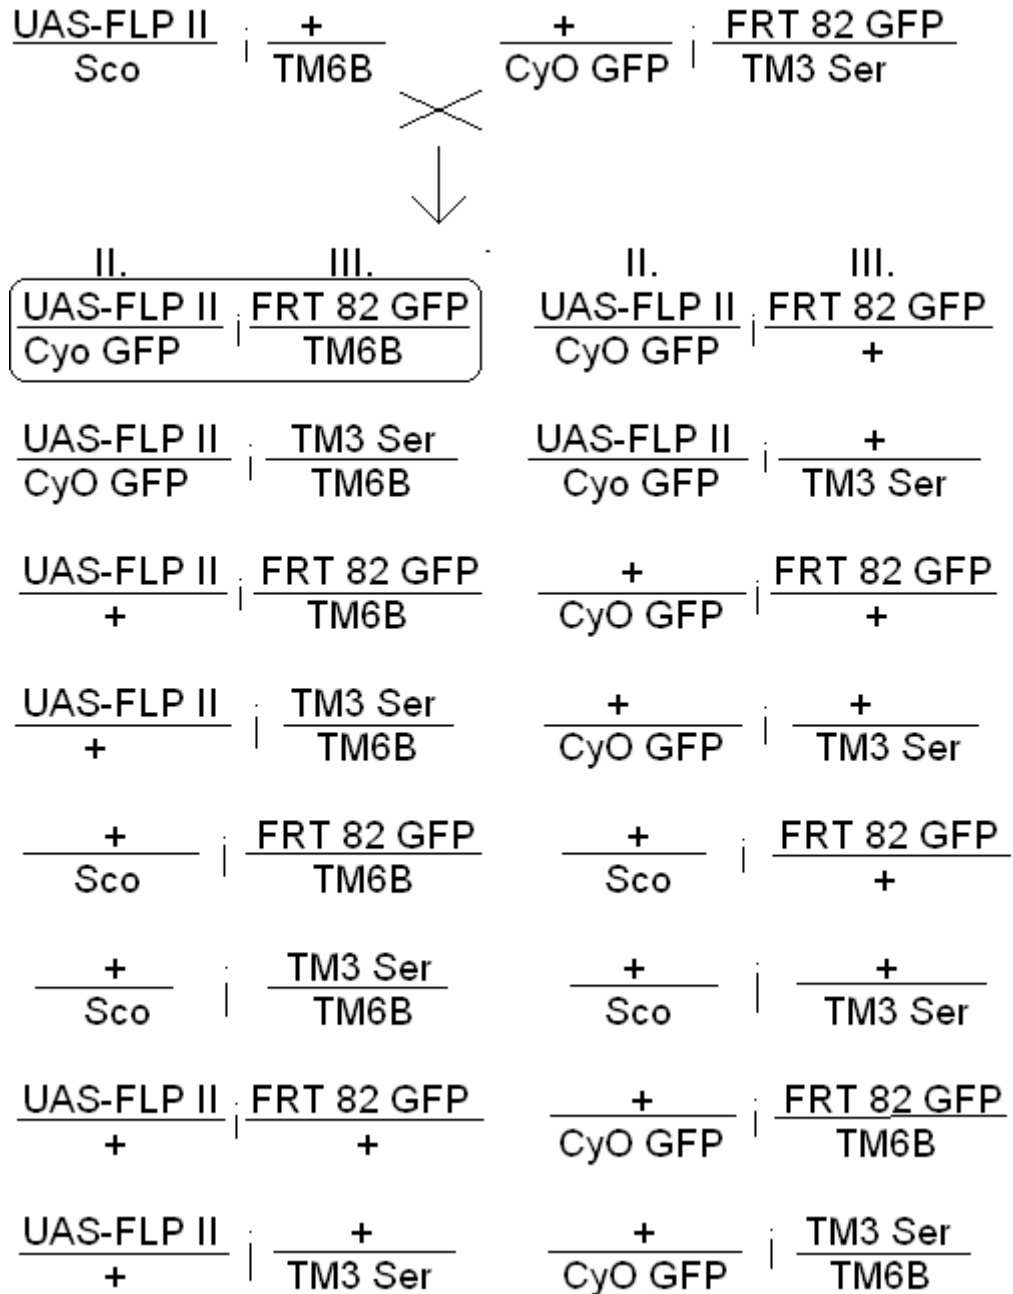 UAS-FLP II ; + + ; FRT 82 GFP
Sco TM6B CyO GFP TM3 Ser
II. III. II. III.
UAS-FLP II ; FRT 82 GFP UAS-FLP II ; FRT 82 GFP
Cyo GFP TM6B CyO GFP +
UAS-FLP II ; TM3 Ser UAS-FLP II ; +
CyO GFP TM6B Cyo GFP TM3 Ser
UAS-FLP II ; FRT 82 GFP + ; FRT 82 GFP
+ TM6B CyO GFP +
UAS-FLP II ; TM3 Ser + ; +
+ TM6B CyO GFP TM3 Ser
+ ; FRT 82 GFP + ; FRT 82 GFP
Sco TM6B Sco +
+ ; TM3 Ser + ; +
Sco TM6B Sco TM3 Ser
UAS-FLP II ; FRT 82 GFP + ; FRT 82 GFP
+ + CyO GFP TM6B
UAS-FLP II ; + + ; TM3 Ser
+ TM3 Ser CyO GFP TM6B